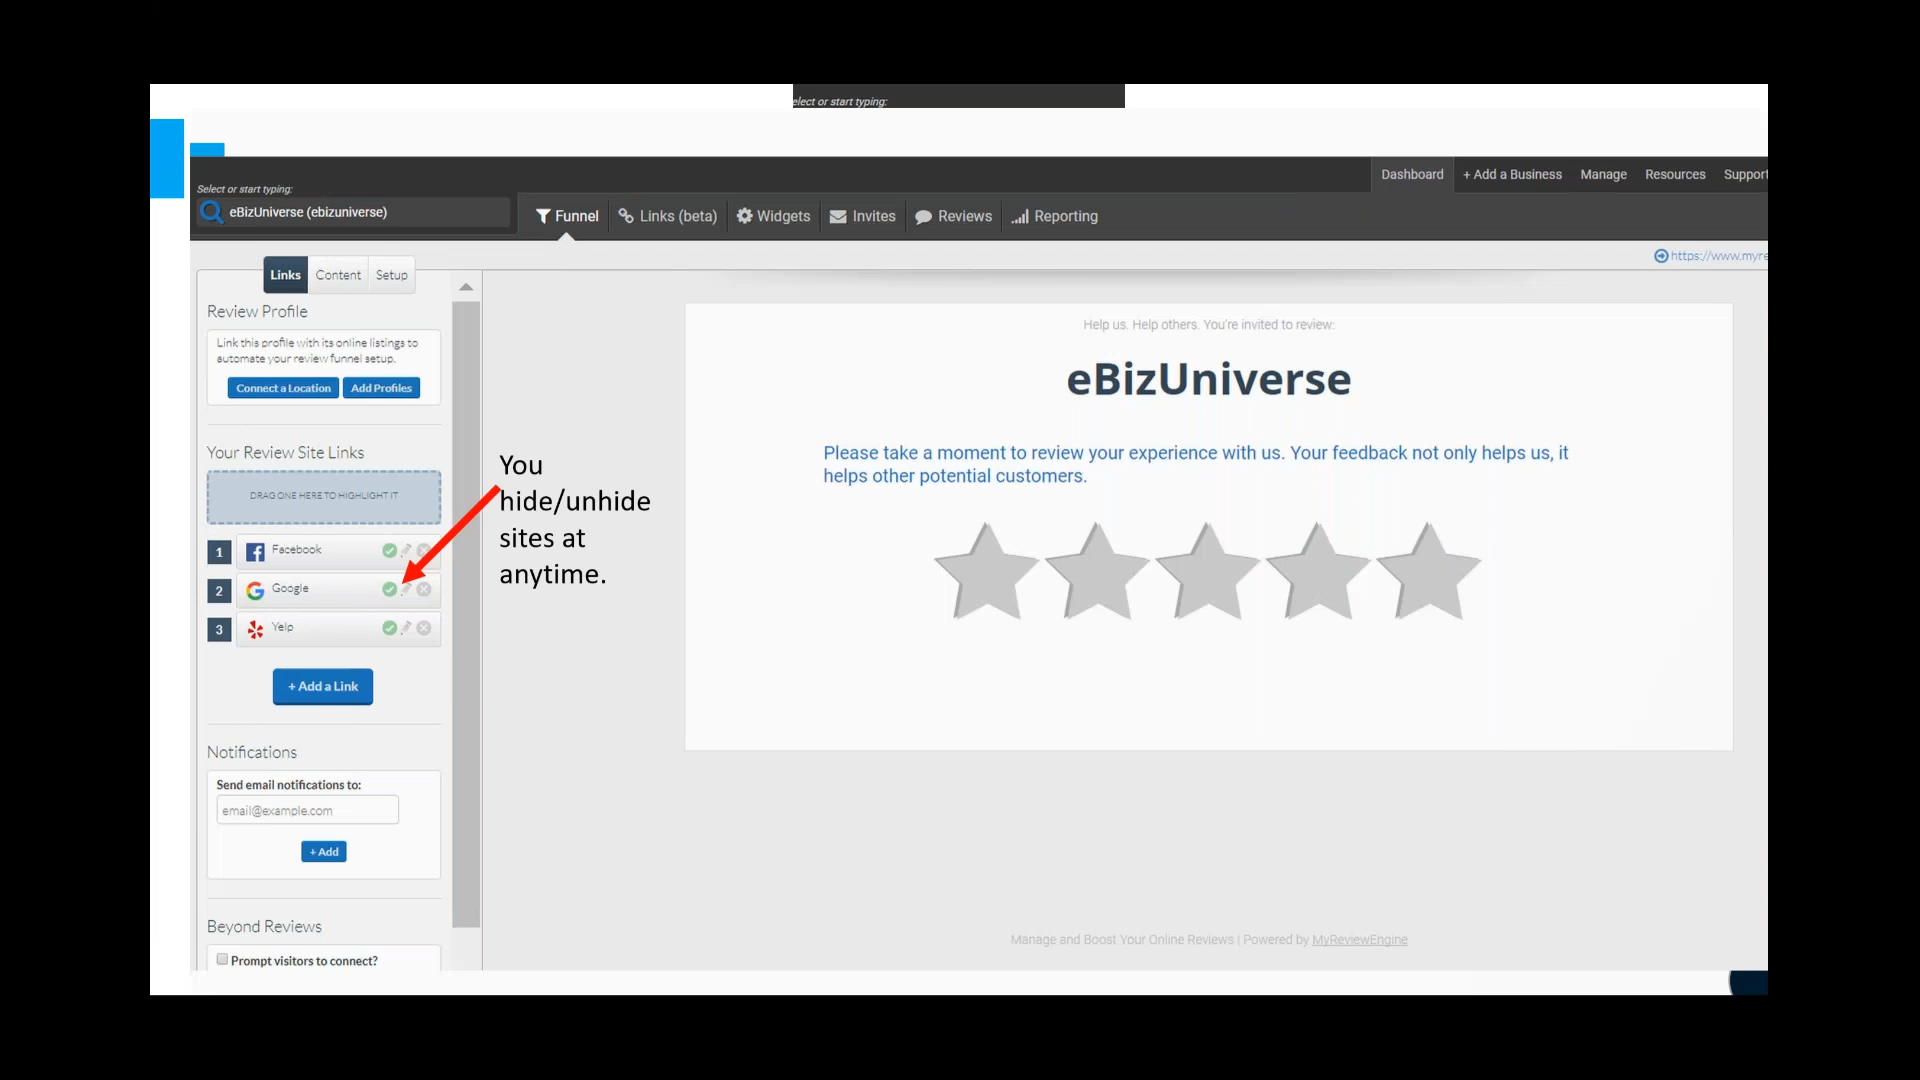 elect or start typing:
Dashboard + Add a Business Manage Resources Support
Select or start typing:
eBizUniverse (ebizuniverse)
Funnel Links (beta) Widgets Invites Reviews Reporting
https://www.myre
Links Content Setup
Review Profile
Link this profile with its online listings to
automate your review funnel setup.
Connect a Location Add Profiles
Your Review Site Links
DRAG ONE HERE TO HIGHLIGHT IT
1 Facebook
2 Google
3 Yelp
+ Add a Link
Notifications
Send email notifications to:
email@example.com
+ Add
Beyond Reviews
Prompt visitors to connect?
You
hide/unhide
sites at
anytime.
Help us. Help others. You're invited to review:
eBizUniverse
Please take a moment to review your experience with us. Your feedback not only helps us, it
helps other potential customers.
Manage and Boost Your Online Reviews | Powered by MyReviewEngine